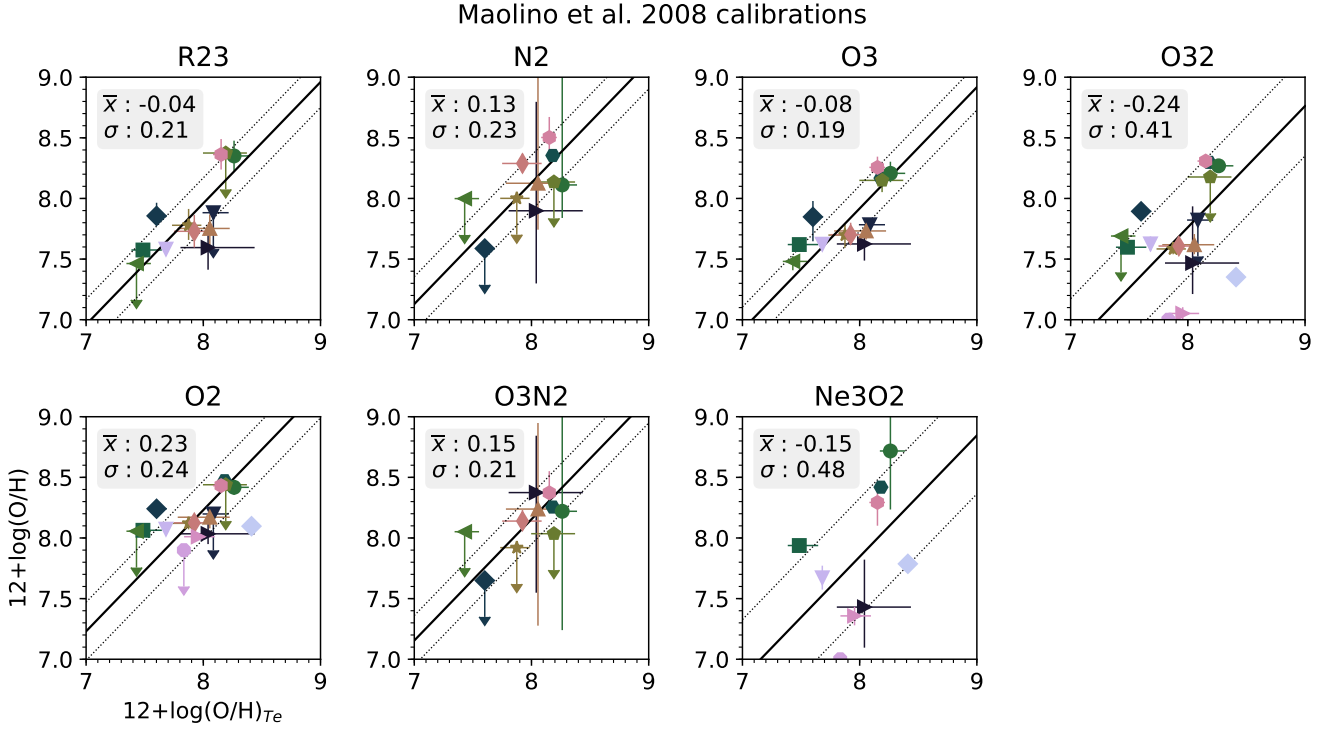 Maolino et al. 2008 calibrations
R23
N2
O3
O32
x̅ : -0.04
σ : 0.21
x̅ : 0.13
σ : 0.23
x̅ : -0.08
σ : 0.19
x̅ : -0.24
σ : 0.41
9.0
8.5
8.0
7.5
7.0
7 8 9
9.0
8.5
8.0
7.5
7.0
7 8 9
9.0
8.5
8.0
7.5
7.0
7 8 9
9.0
8.5
8.0
7.5
7.0
7 8 9
O2
O3N2
Ne3O2
x̅ : 0.23
σ : 0.24
x̅ : 0.15
σ : 0.21
x̅ : -0.15
σ : 0.48
12+log(O/H)
9.0
8.5
8.0
7.5
7.0
7 8 9
9.0
8.5
8.0
7.5
7.0
7 8 9
9.0
8.5
8.0
7.5
7.0
7 8 9
12+log(O/H)Te